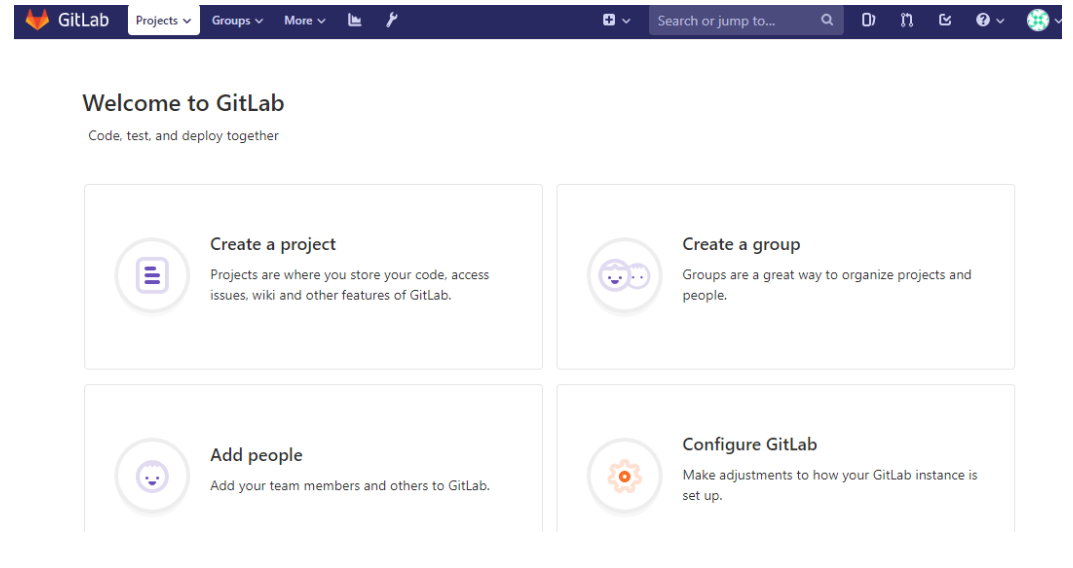 GitLab Projects Groups More Search or jump to...
Welcome to GitLab
Code, test, and deploy together
Create a project
Projects are where you store your code, access
issues, wiki and other features of GitLab.
Create a group
Groups are a great way to organize projects and
people.
Add people
Add your team members and others to GitLab.
Configure GitLab
Make adjustments to how your GitLab instance is
set up.